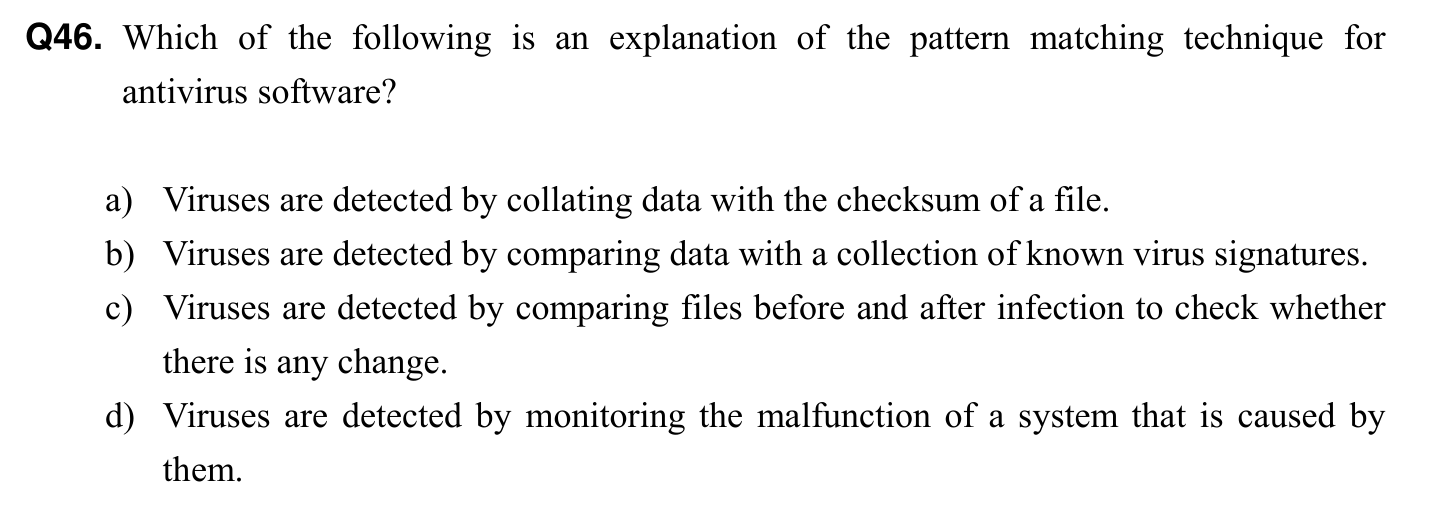 Q46. Which of the following is an explanation of the pattern matching technique for
antivirus software?
a) Viruses are detected by collating data with the checksum of a file.
b) Viruses are detected by comparing data with a collection of known virus signatures.
c) Viruses are detected by comparing files before and after infection to check whether
there is any change.
d) Viruses are detected by monitoring the malfunction of a system that is caused by
them.